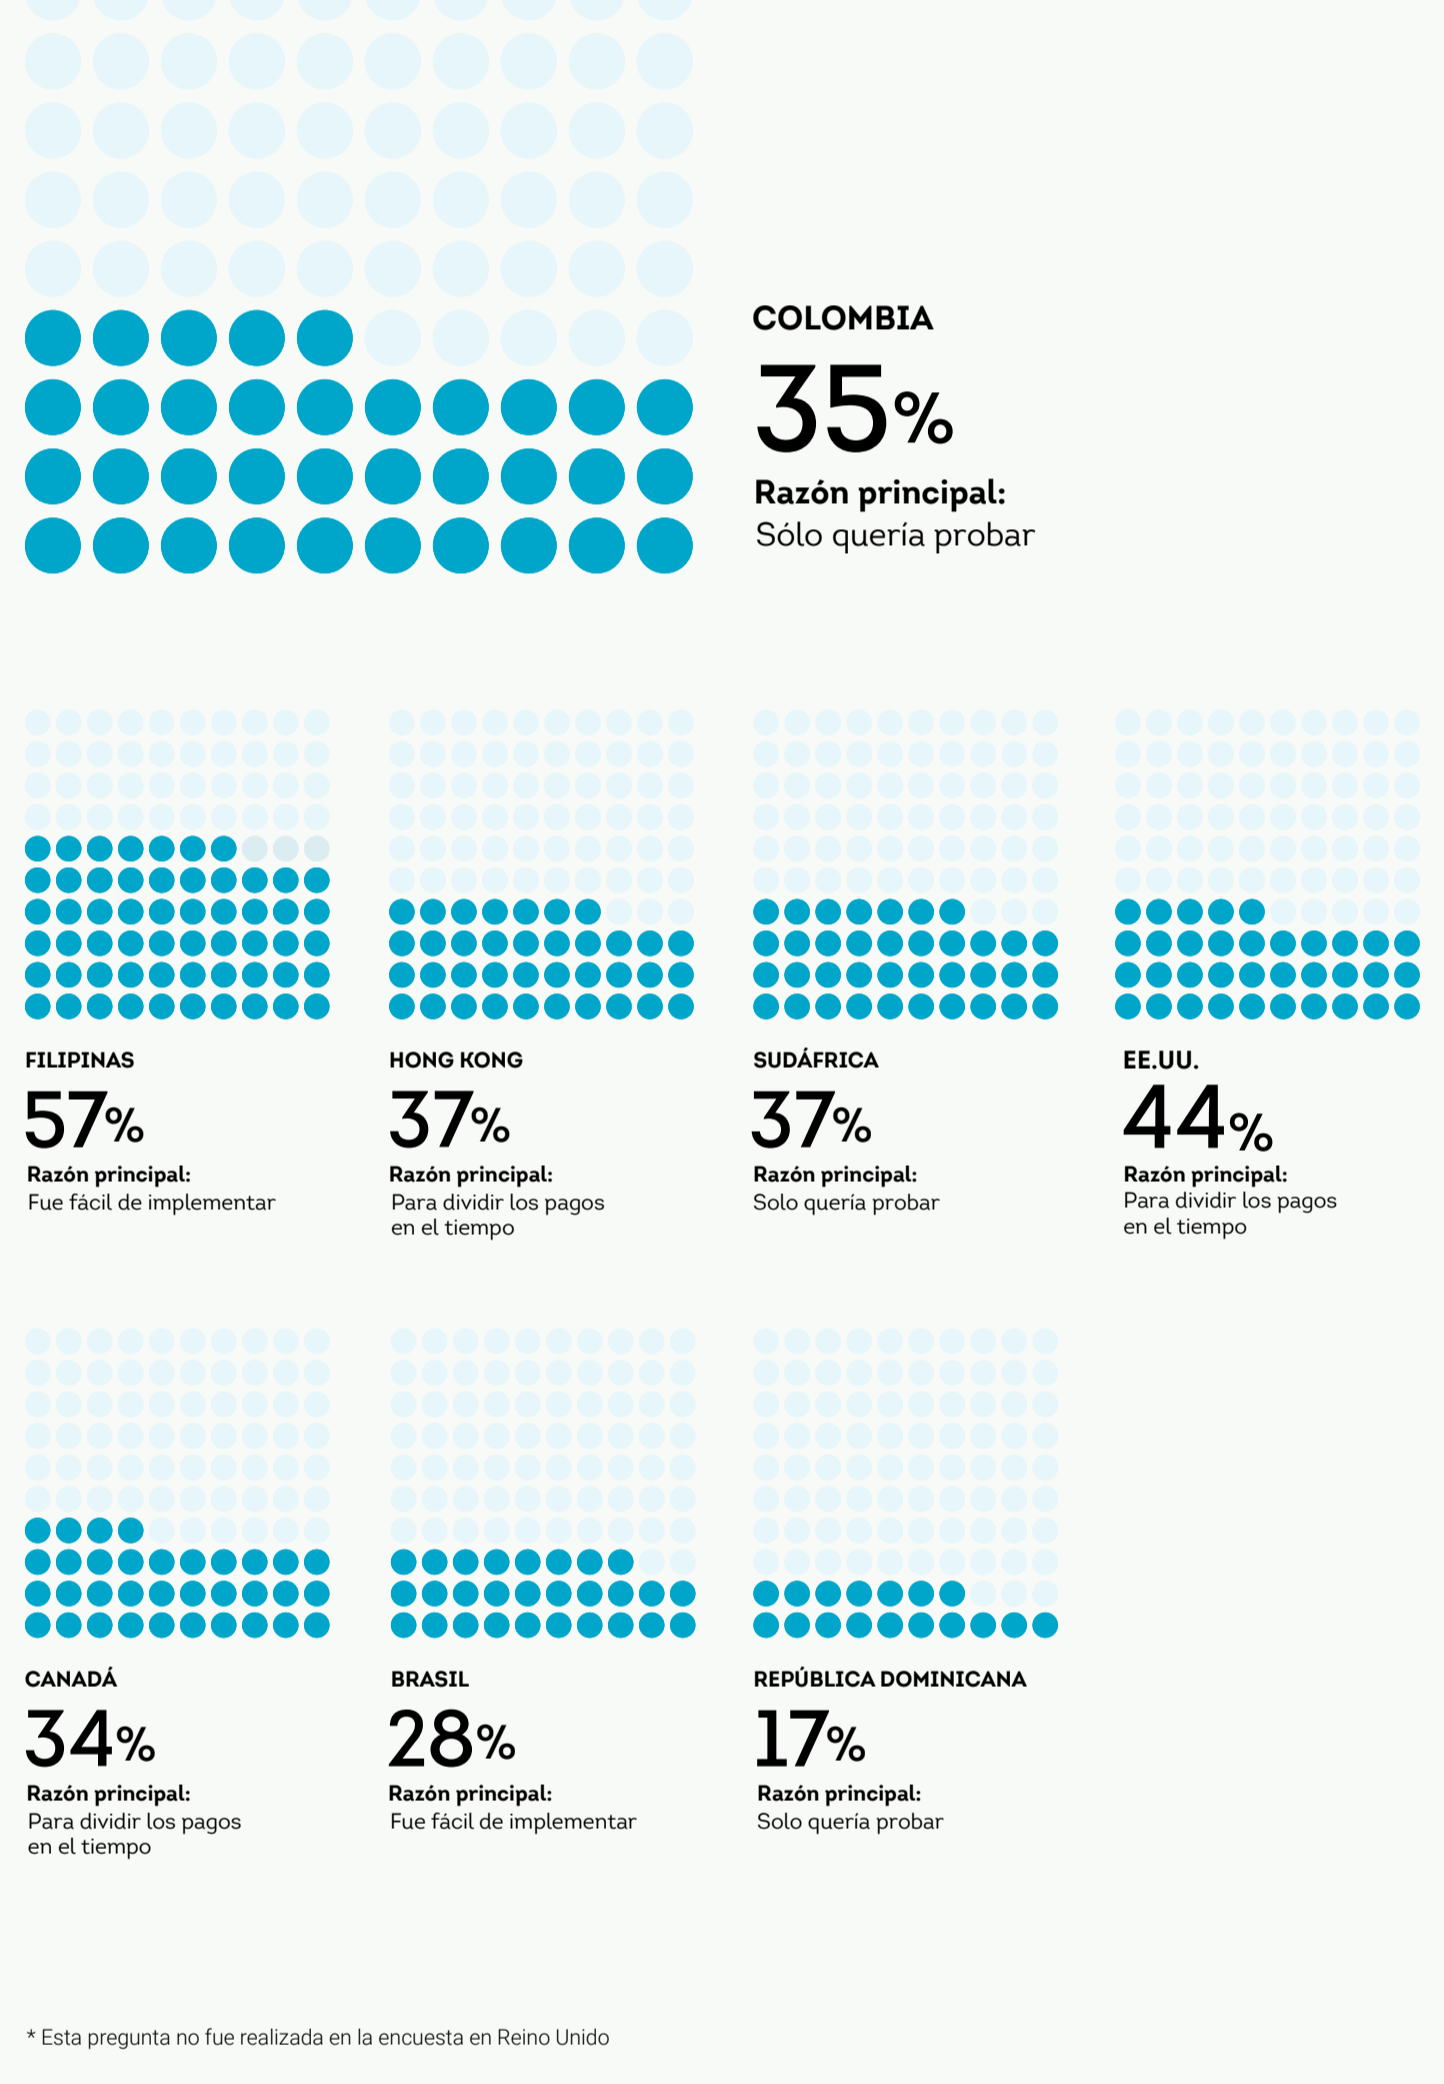 COLOMBIA
35%
Razón principal:
Sólo quería probar
FILIPINAS
57%
Razón principal:
Fue fácil de implementar
HONG KONG
37%
Razón principal:
Para dividir los pagos
en el tiempo
SUDÁFRICA
37%
Razón principal:
Solo quería probar
EE.UU.
44%
Razón principal:
Para dividir los pagos
en el tiempo
CANADÁ
34%
Razón principal:
Para dividir los pagos
en el tiempo
BRASIL
28%
Razón principal:
Fue fácil de implementar
REPÚBLICA DOMINICANA
17%
Razón principal:
Solo quería probar
* Esta pregunta no fue realizada en la encuesta en Reino Unido